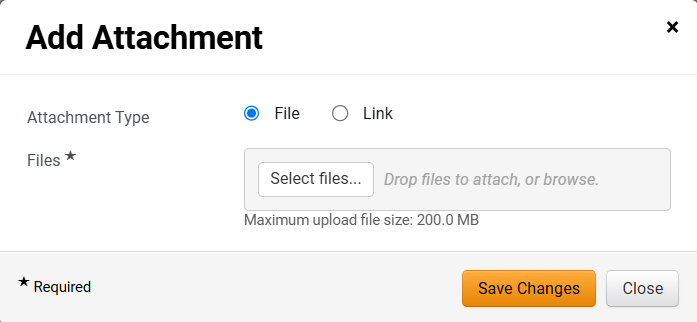 Add Attachment
×
Attachment Type
File
Link
Files ★
Select files... Drop files to attach, or browse.
Maximum upload file size: 200.0 MB
★ Required
Save Changes
Close